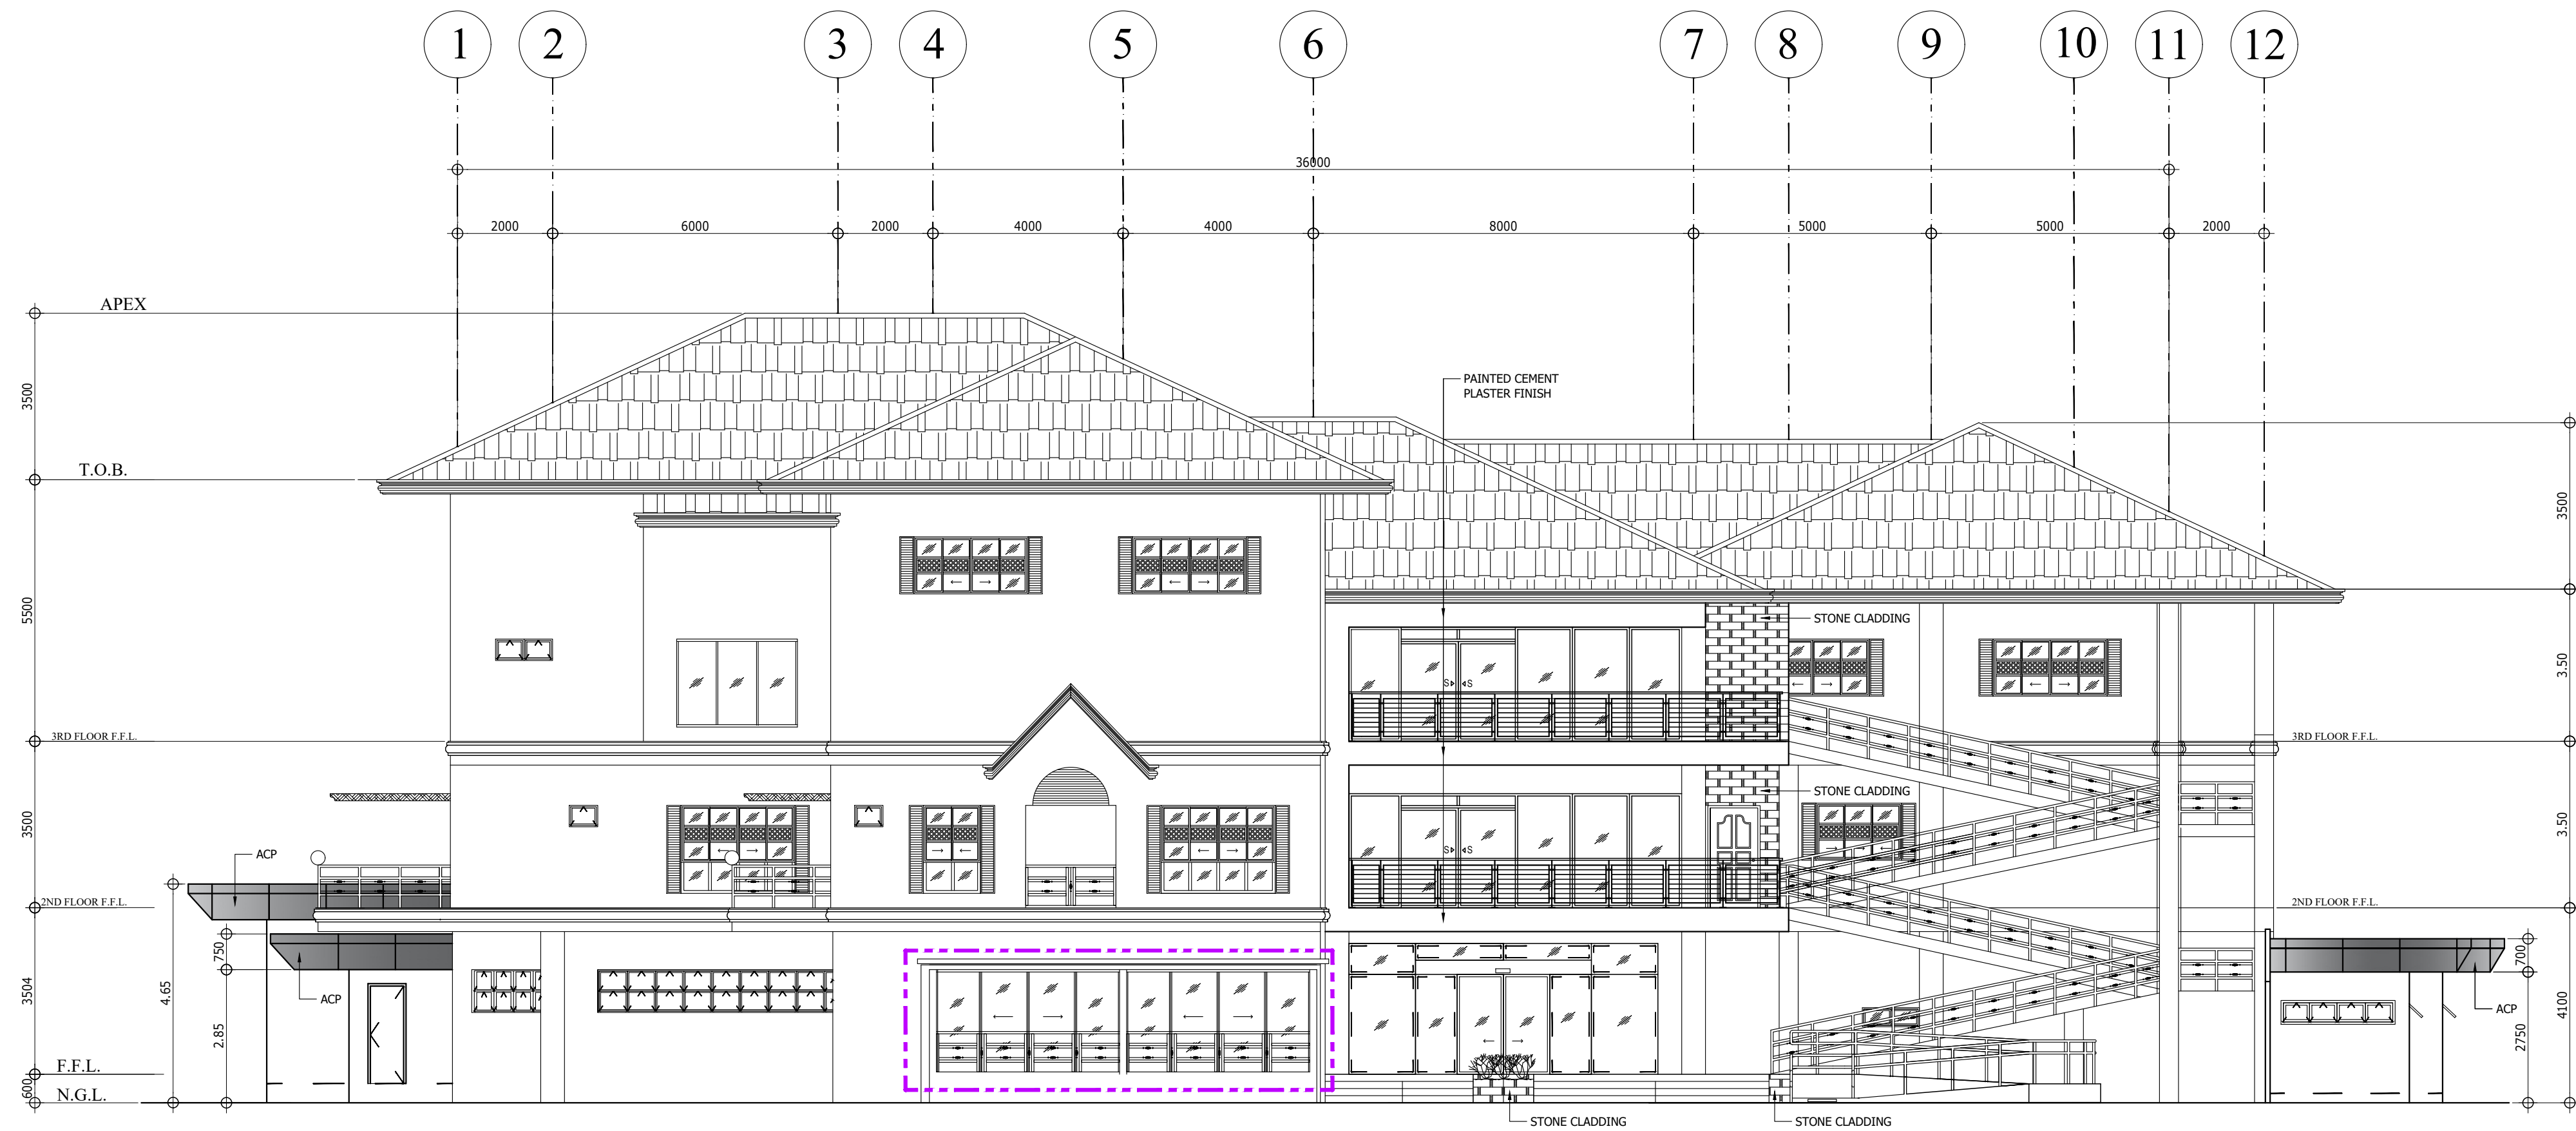 1 2 3 4 5 6 7 8 9 10 11 12
36000
2000 6000 2000 4000 4000 8000 5000 5000 2000
APEX
3500
T.O.B.
PAINTED CEMENT
PLASTER FINISH
3500
5500
STONE CLADDING
3.50
S S
3RD FLOOR F.F.L.
3RD FLOOR F.F.L.
STONE CLADDING
3500
3.50
S S
ACP
2ND FLOOR F.F.L.
2ND FLOOR F.F.L.
750
700
3504
4.65
ACP
ACP
4100
2.85
2750
F.F.L.
600
N.G.L.
STONE CLADDING
STONE CLADDING